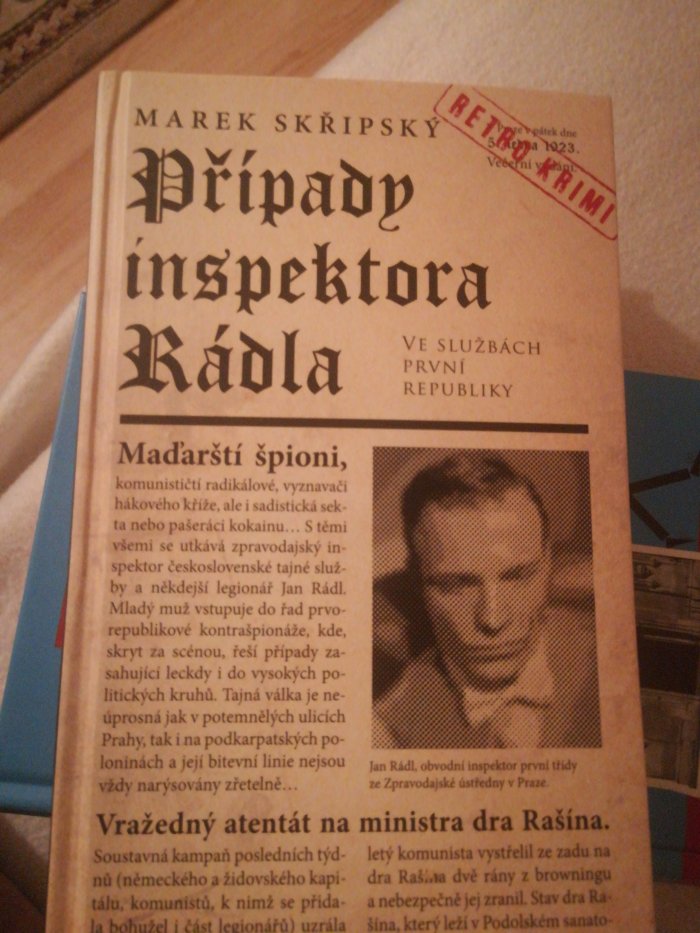 MAREK SKŘIPSKÝ
RETRO KRIMI
pátek dne
1923.
Případy
inspektora
Rádla
VE SLUŽBÁCH
PRVNÍ
REPUBLIKY
Maďarští špioni,
komunističtí radikálové, vyznavači
hákového kříže, ale i sadistická sek-
ta nebo pašeráci kokainu… S těmi
všemi se utkává zpravodajský in-
spektor československé tajné služ-
by a někdejší legionář Jan Rádl.
Mladý muž vstupuje do řad prvo-
republikové kontrašpionáže, kde,
skryt za scénou, řeší případy za-
sahující leckdy i do vysokých po-
litických kruhů. Tajná válka je ne-
úprosná jak v potemnělých ulicích
Prahy, tak i na podkarpatských po-
loninách a její bitevní linie nejsou
vždy narýsovány zřetelně…
Jan Rádl, obvodní inspektor první třídy
ze Zpravodajské ústředny v Praze.
Vražedný atentát na ministra dra Rašína.
Soustavná kampaň posledních týd-
nů (německého a židovského kapi-
tálu, komunistů, k nimž se přida-
la bohužel i část legionářů) uzrála
letý komunista vystřelil ze zadu na
dra Rašína dvě rány z browningu
a nebezpečně jej zranil. Stav dra Ra-
šína, který leží v Podolském sanato-